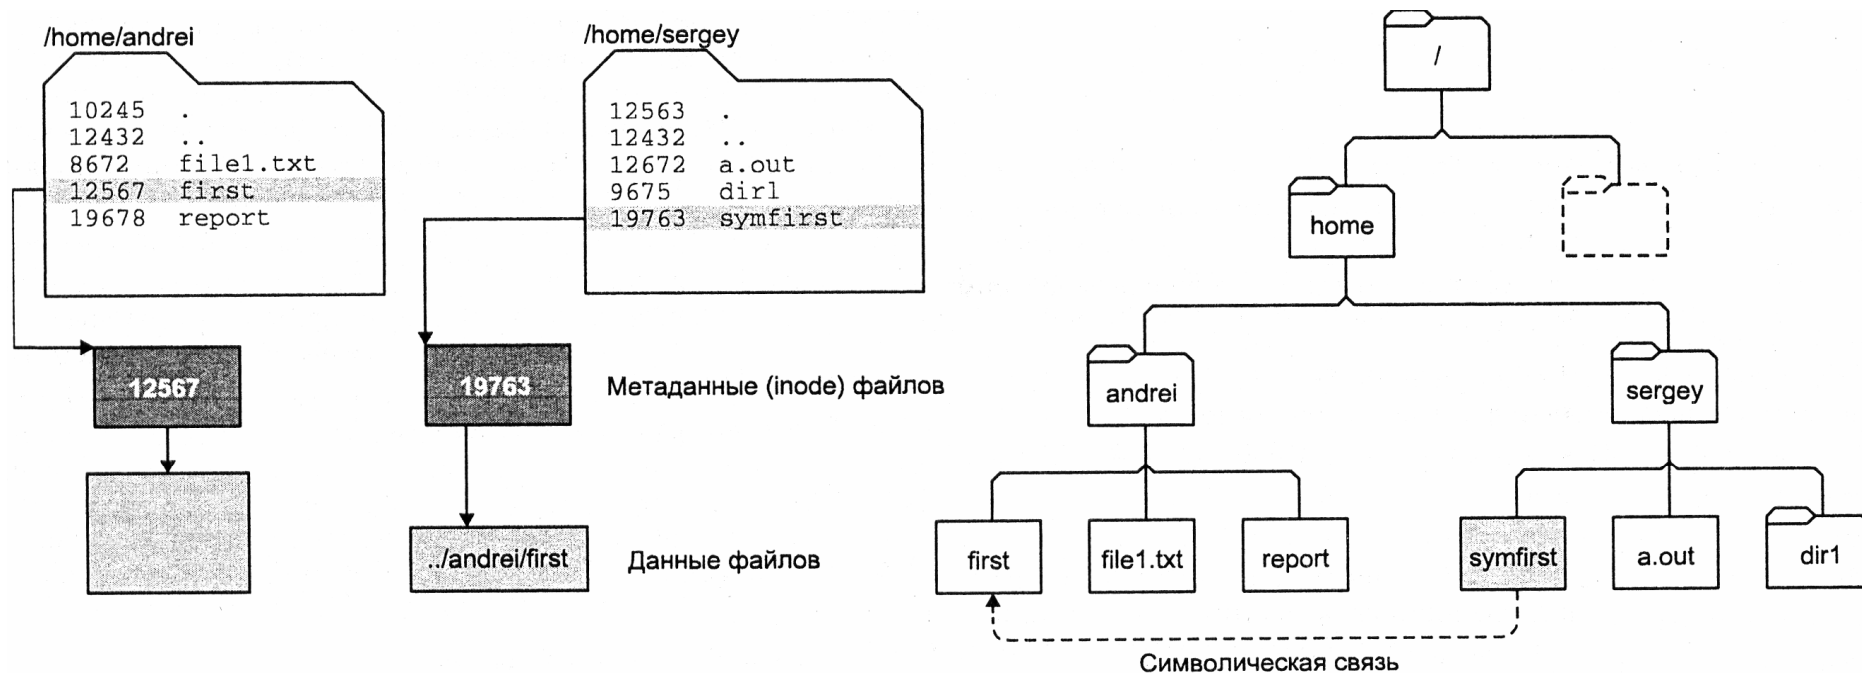 /home/andrei
10245 .
12432 ..
8672 file1.txt
12567 first
19678 report
/home/sergey
12563 .
12432 ..
12672 a.out
9675 dirl
19763 symfirst
12567
19763
Метаданные (inode) файлов
../andrei/first
Данные файлов
/
home
andrei
sergey
first
file1.txt
report
symfirst
a.out
dir1
Символическая связь